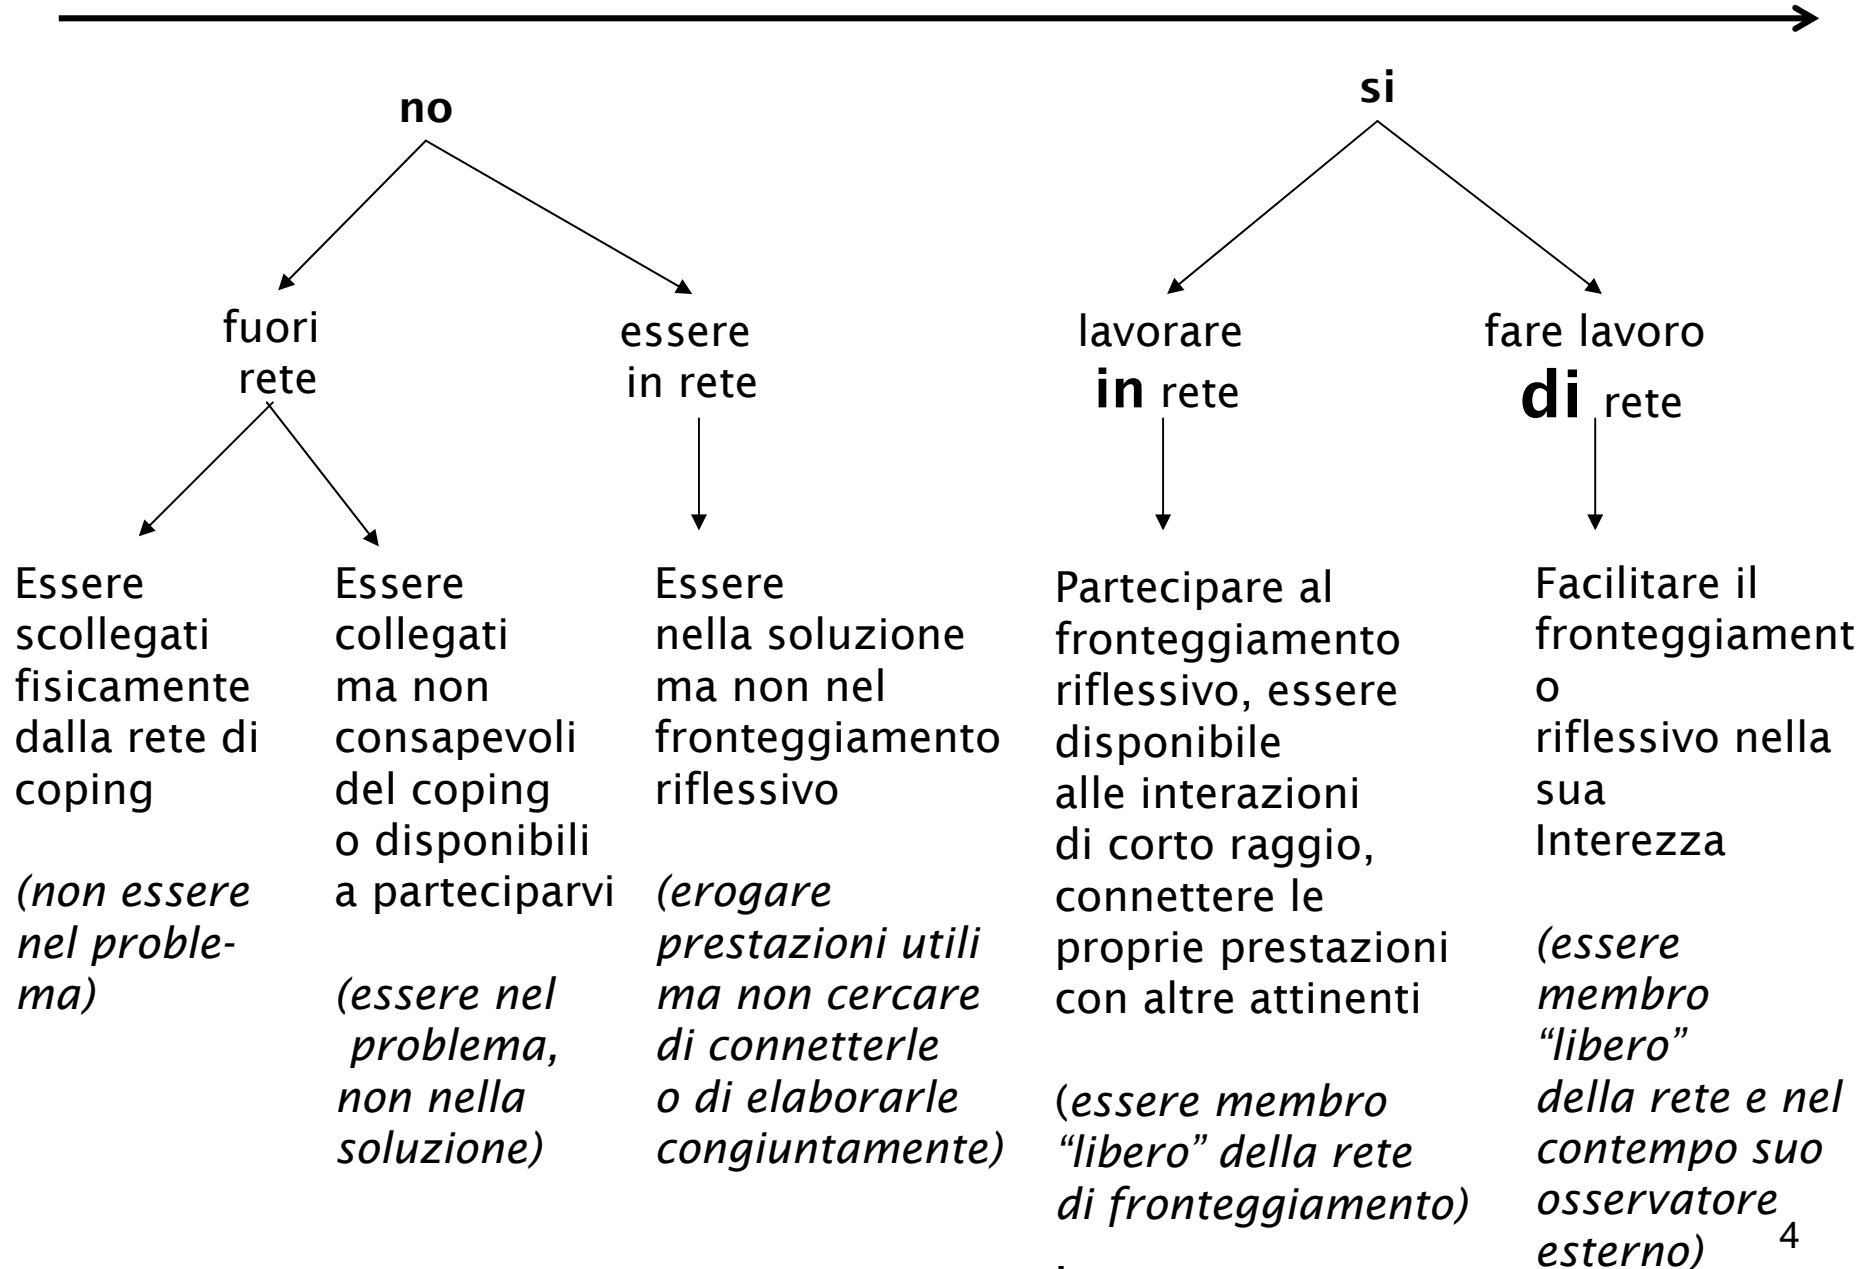 no
si
fuori
rete
essere
in rete
lavorare
in rete
fare lavoro
di rete
Essere
scollegati
fisicamente
dalla rete di
coping
(non essere
nel proble-
ma)
Essere
collegati
ma non
consapevoli
del coping
o disponibili
a parteciparvi
(essere nel
problema,
non nella
soluzione)
Essere
nella soluzione
ma non nel
fronteggiamento
riflessivo
(erogare
prestazioni utili
ma non cercare
di connetterle
o di elaborarle
congiuntamente)
Partecipare al
fronteggiamento
riflessivo, essere
disponibile
alle interazioni
di corto raggio,
connettere le
proprie prestazioni
con altre attinenti
(essere membro
“libero” della rete
di fronteggiamento)
Facilitare il
fronteggiament
o
riflessivo nella
sua
Interezza
(essere
membro
“libero”
della rete e nel
contempo suo
osservatore
esterno)
4